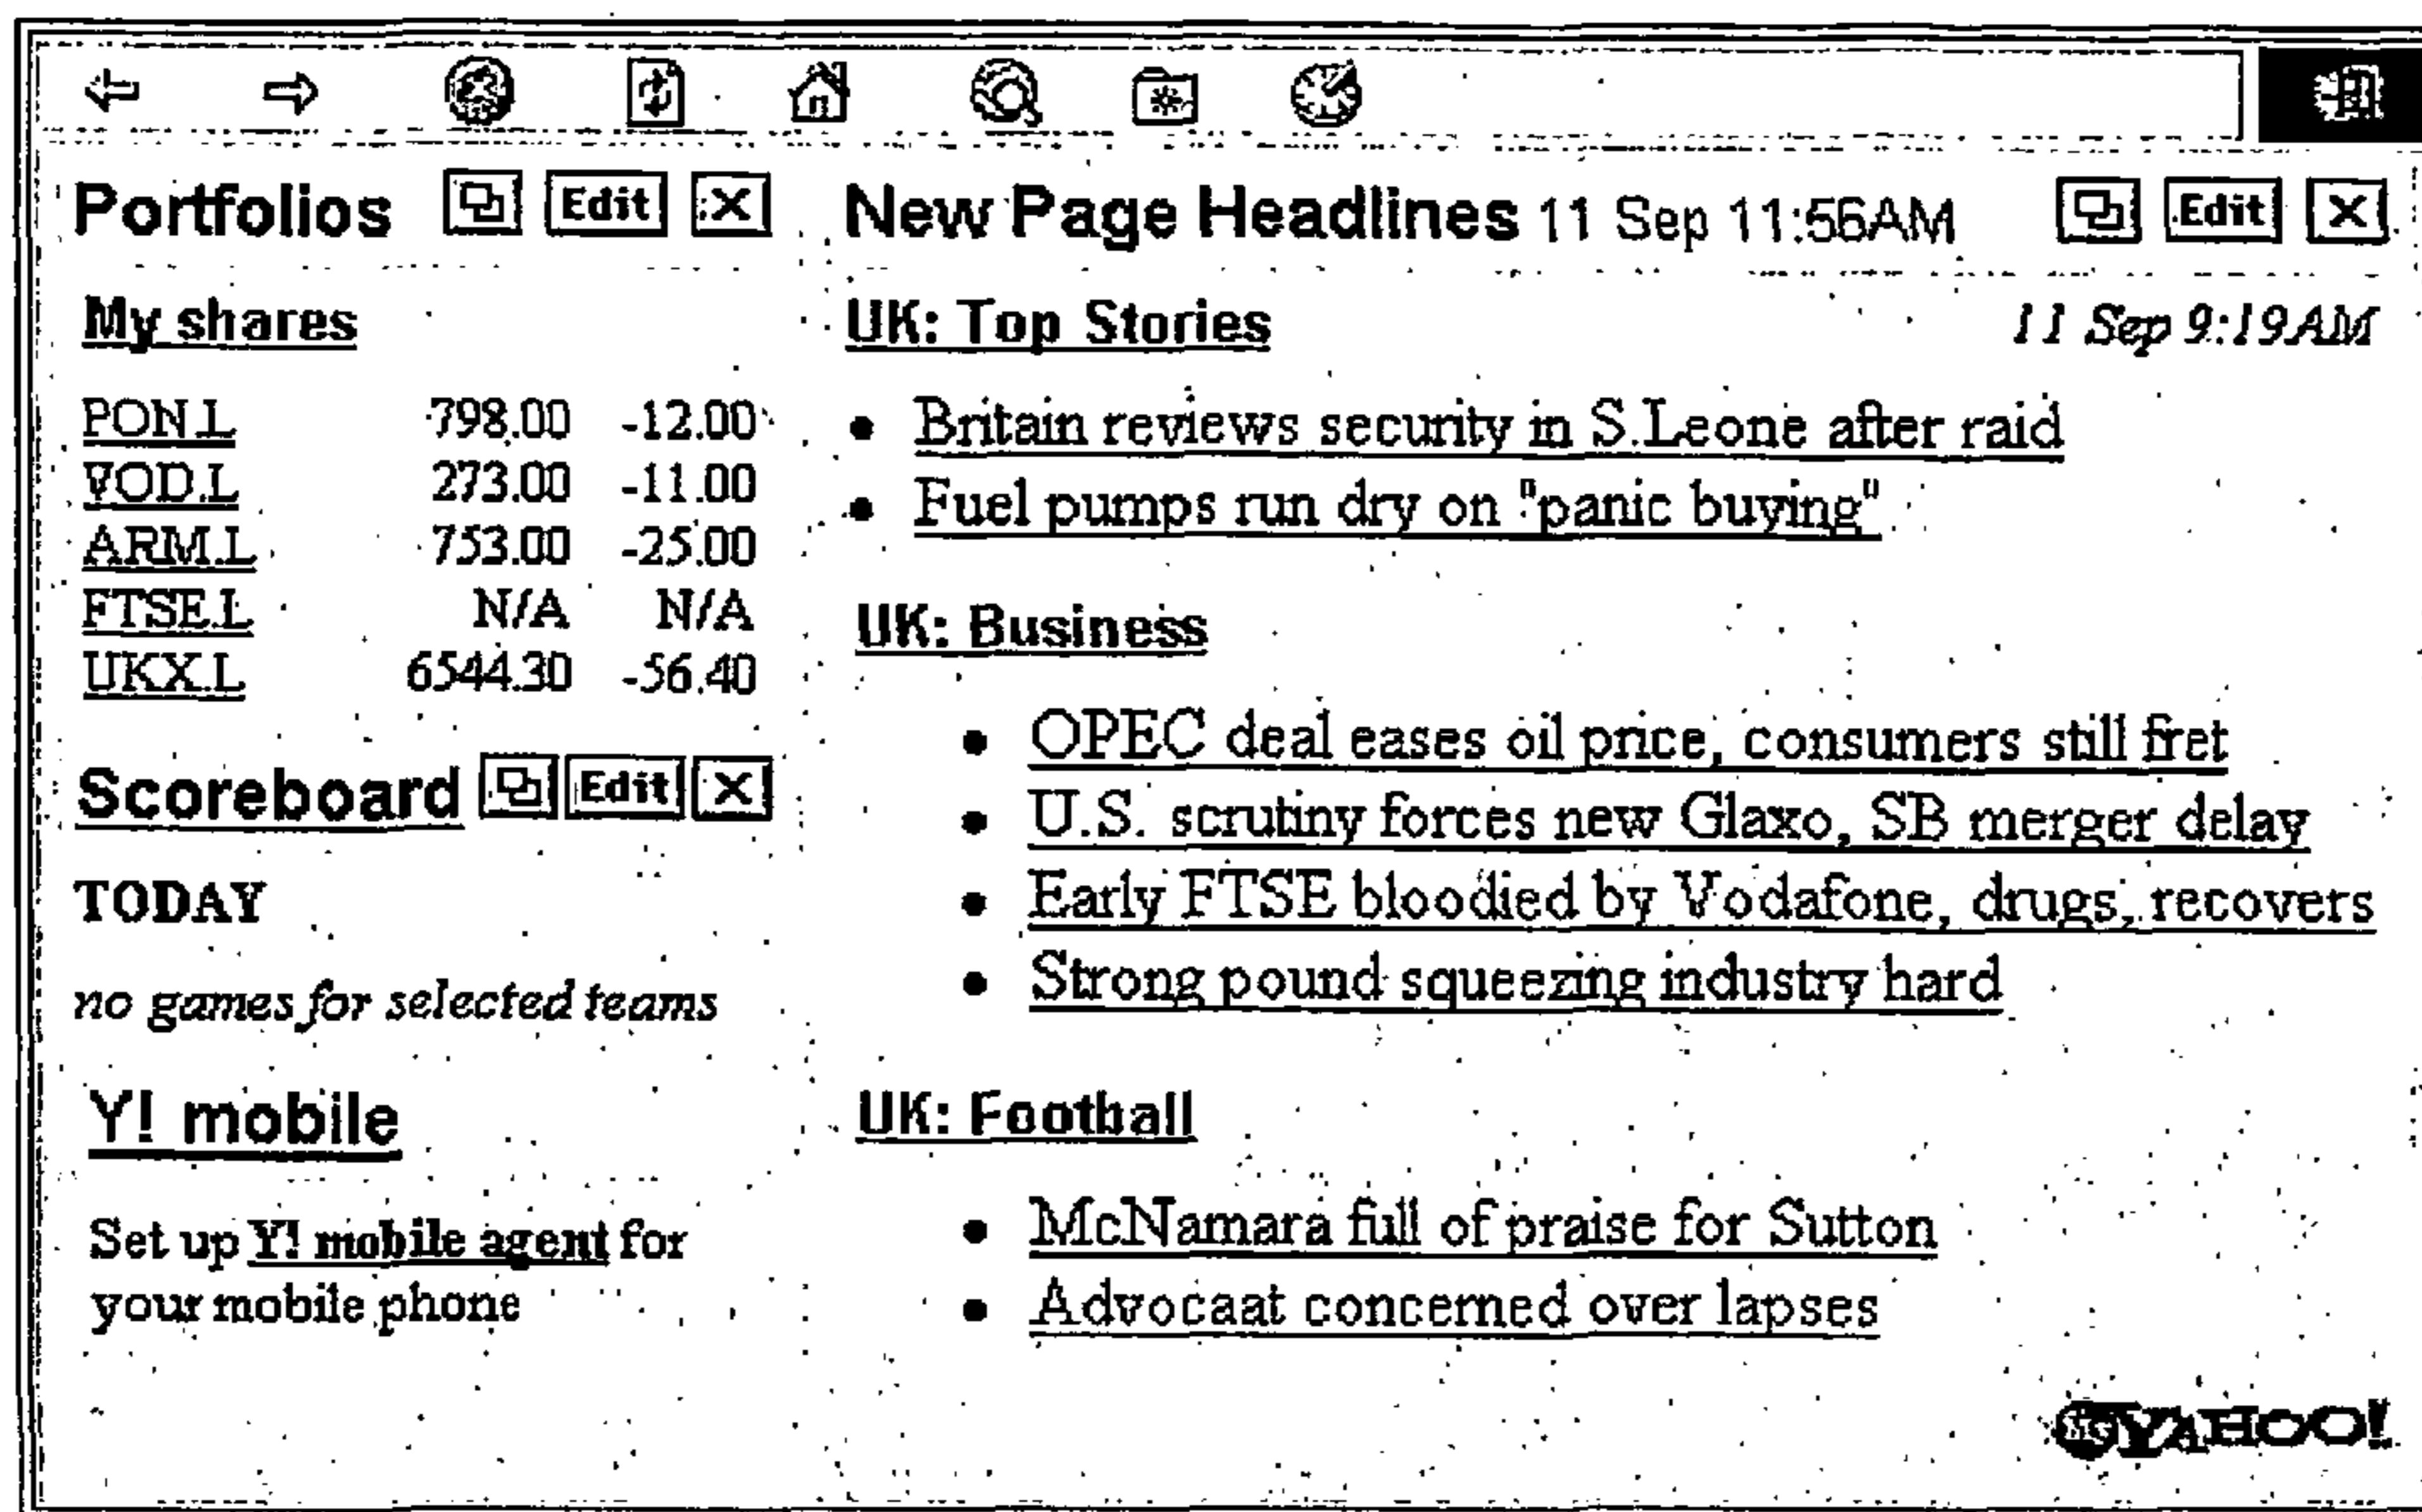 Portfolios Edit X
My shares
PON.L 798.00 -12.00
VOD.L 273.00 -11.00
ARM.L 753.00 -25.00
FTSE.L N/A N/A
UKX.L 6544.30 -56.40
Scoreboard Edit X
TODAY
no games for selected teams
Y! mobile
Set up Y! mobile agent for
your mobile phone
New Page Headlines 11 Sep 11:56AM Edit X
UK: Top Stories 11 Sep 9:19AM
• Britain reviews security in S.Leone after raid
• Fuel pumps run dry on "panic buying"
UK: Business
• OPEC deal eases oil price, consumers still fret
• U.S. scrutiny forces new Glaxo, SB merger delay
• Early FTSE bloodied by Vodafone, drugs, recovers
• Strong pound squeezing industry hard
UK: Football
• McNamara full of praise for Sutton
• Advocaat concerned over lapses
YAHOO!